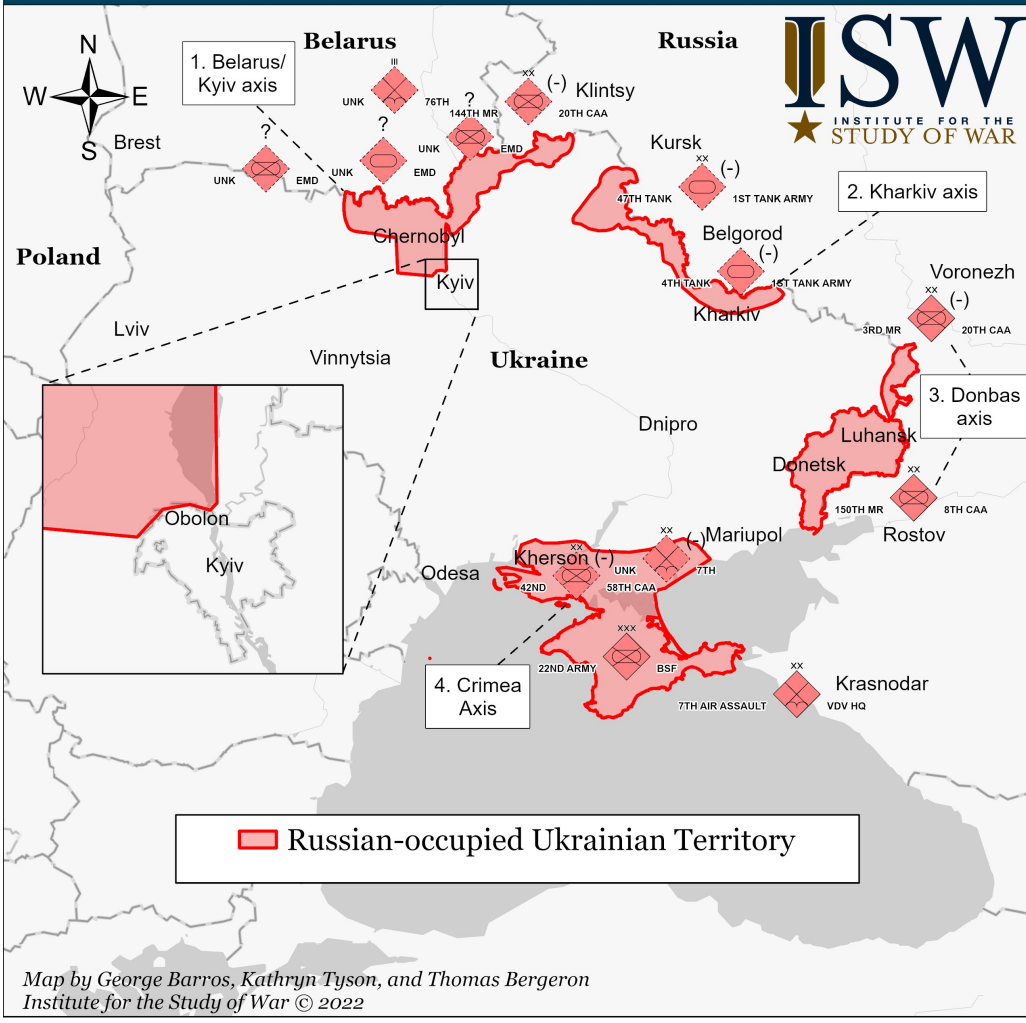 Belarus
Russia
ISW
INSTITUTE FOR THE
STUDY OF WAR
N
W
E
S
1. Belarus/
Kyiv axis
III
UNK
76TH
?
144TH MR
XX
(-)
Klintsy
20TH CAA
Brest
?
UNK
EMD
?
UNK
EMD
UNK
EMD
Kursk
XX
(-)
47TH TANK
1ST TANK ARMY
2. Kharkiv axis
Poland
Chernobyl
Belgorod
(-)
4TH TANK
1ST TANK ARMY
Kyiv
Kharkiv
Voronezh
XX
(-)
3RD MR
20TH CAA
Lviv
Vinnytsia
Ukraine
3. Donbas
axis
Dnipro
Luhansk
Donetsk
XX
150TH MR
8TH CAA
Rostov
Obolon
Kyiv
Odesa
Kherson
XX
(-)
42ND
58TH CAA
XX
(-)
UNK
7TH
Mariupol
XXX
22ND ARMY
BSF
4. Crimea
Axis
XX
Krasnodar
7TH AIR ASSAULT
VDV HQ
Russian-occupied Ukrainian Territory
Map by George Barros, Kathryn Tyson, and Thomas Bergeron
Institute for the Study of War © 2022